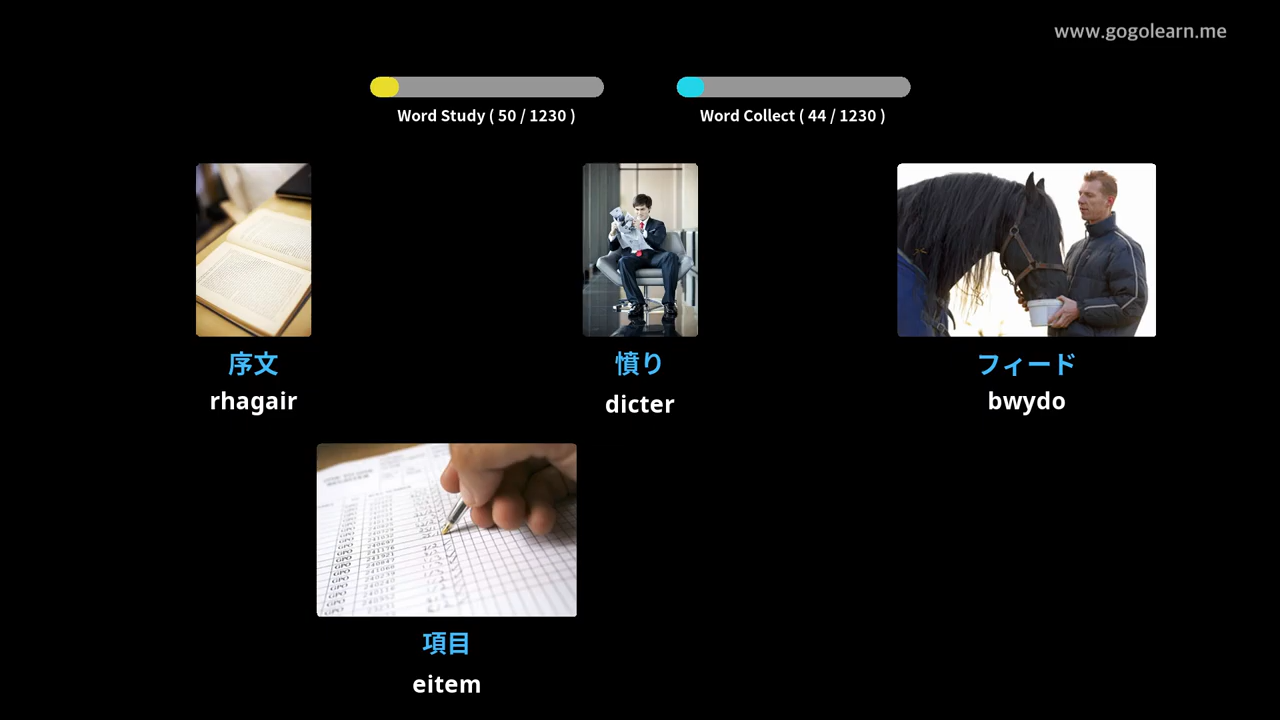 www.gogolearn.me
Word Study ( 50 / 1230 )
Word Collect ( 44 / 1230 )
序文
rhagair
憤り
dicter
フィード
bwydo
項目
eitem